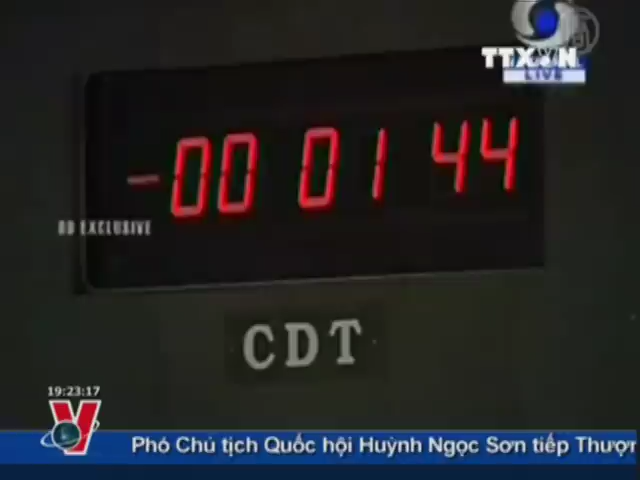 TTXVN
LIVE
-00 01 44
DD EXCLUSIVE
CDT
19:23:17
V
Phó Chủ tịch Quốc hội Huỳnh Ngọc Sơn tiếp Thượn